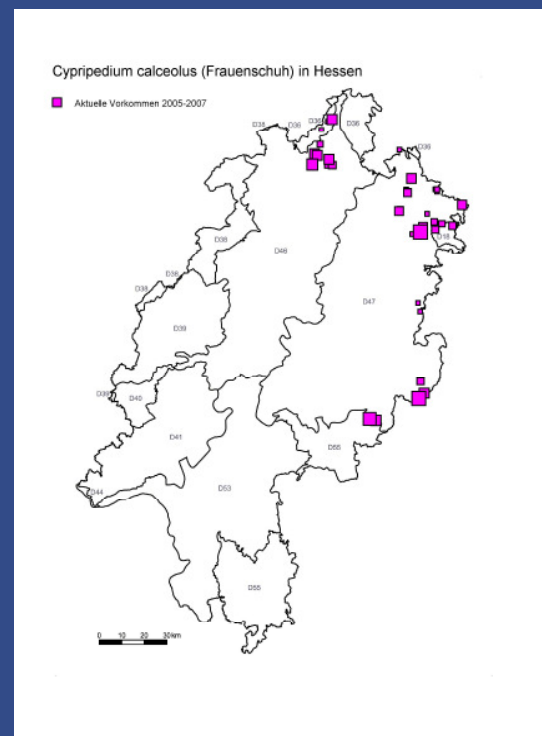 Cypripedium calceolus (Frauenschuh) in Hessen
Aktuelle Vorkommen 2005-2007
D38
D36
D36
D36
D36
D38
D18
D46
D38
D38
D47
D39
D39
D40
D41
D55
D44
D53
D55
0 10 20 30km